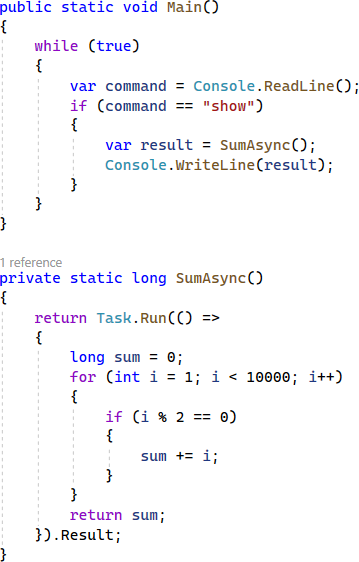 public static void Main()
{
    while (true)
    {
        var command = Console.ReadLine();
        if (command == "show")
        {
            var result = SumAsync();
            Console.WriteLine(result);
        }
    }
}
1 reference
private static long SumAsync()
{
    return Task.Run(() =>
    {
        long sum = 0;
        for (int i = 1; i < 10000; i++)
        {
            if (i % 2 == 0)
            {
                sum += i;
            }
        }
        return sum;
    }).Result;
}